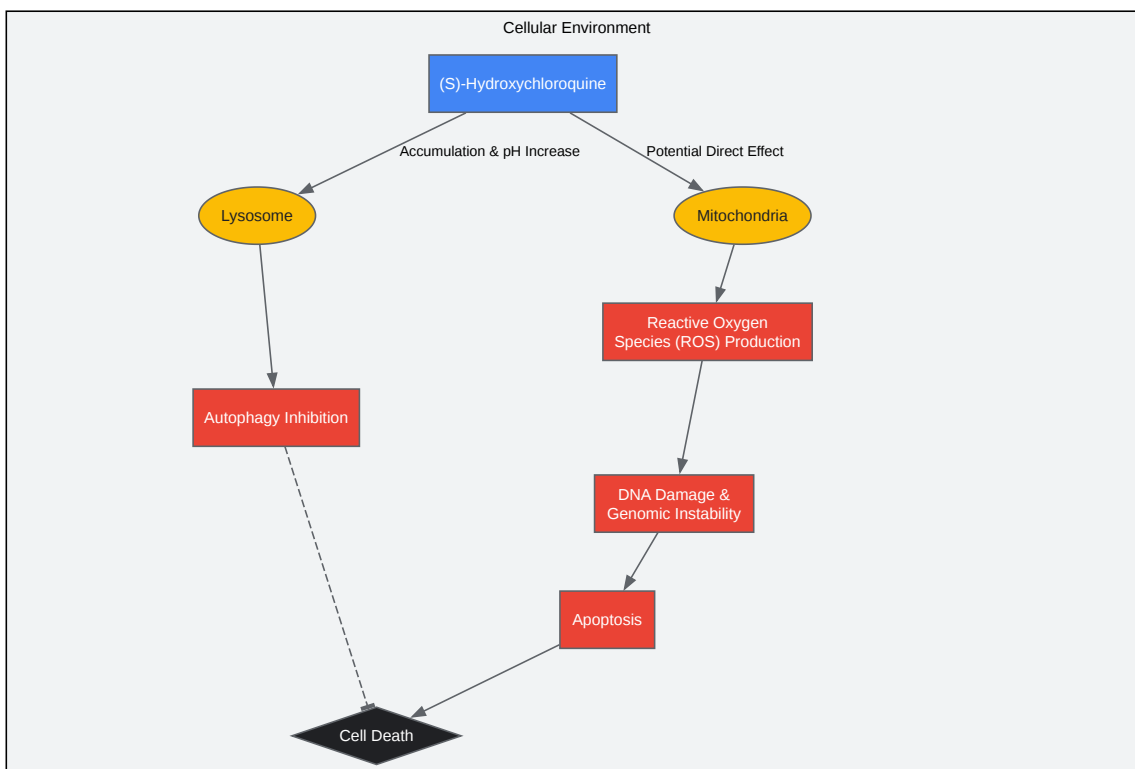 Cellular Environment
(S)-Hydroxychloroquine
Accumulation & pH Increase
Potential Direct Effect
Lysosome
Mitochondria
Reactive Oxygen
Species (ROS) Production
Autophagy Inhibition
DNA Damage &
Genomic Instability
Apoptosis
Cell Death